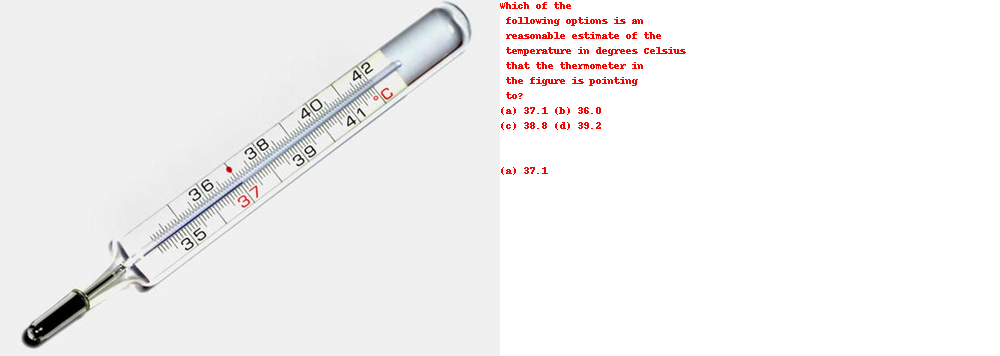 36 38 40 42
°C
35 37 39 41
Which of the
following options is an
reasonable estimate of the
temperature in degrees Celsius
that the thermometer in
the figure is pointing
to?
(a) 37.1 (b) 36.0
(c) 38.8 (d) 39.2
(a) 37.1